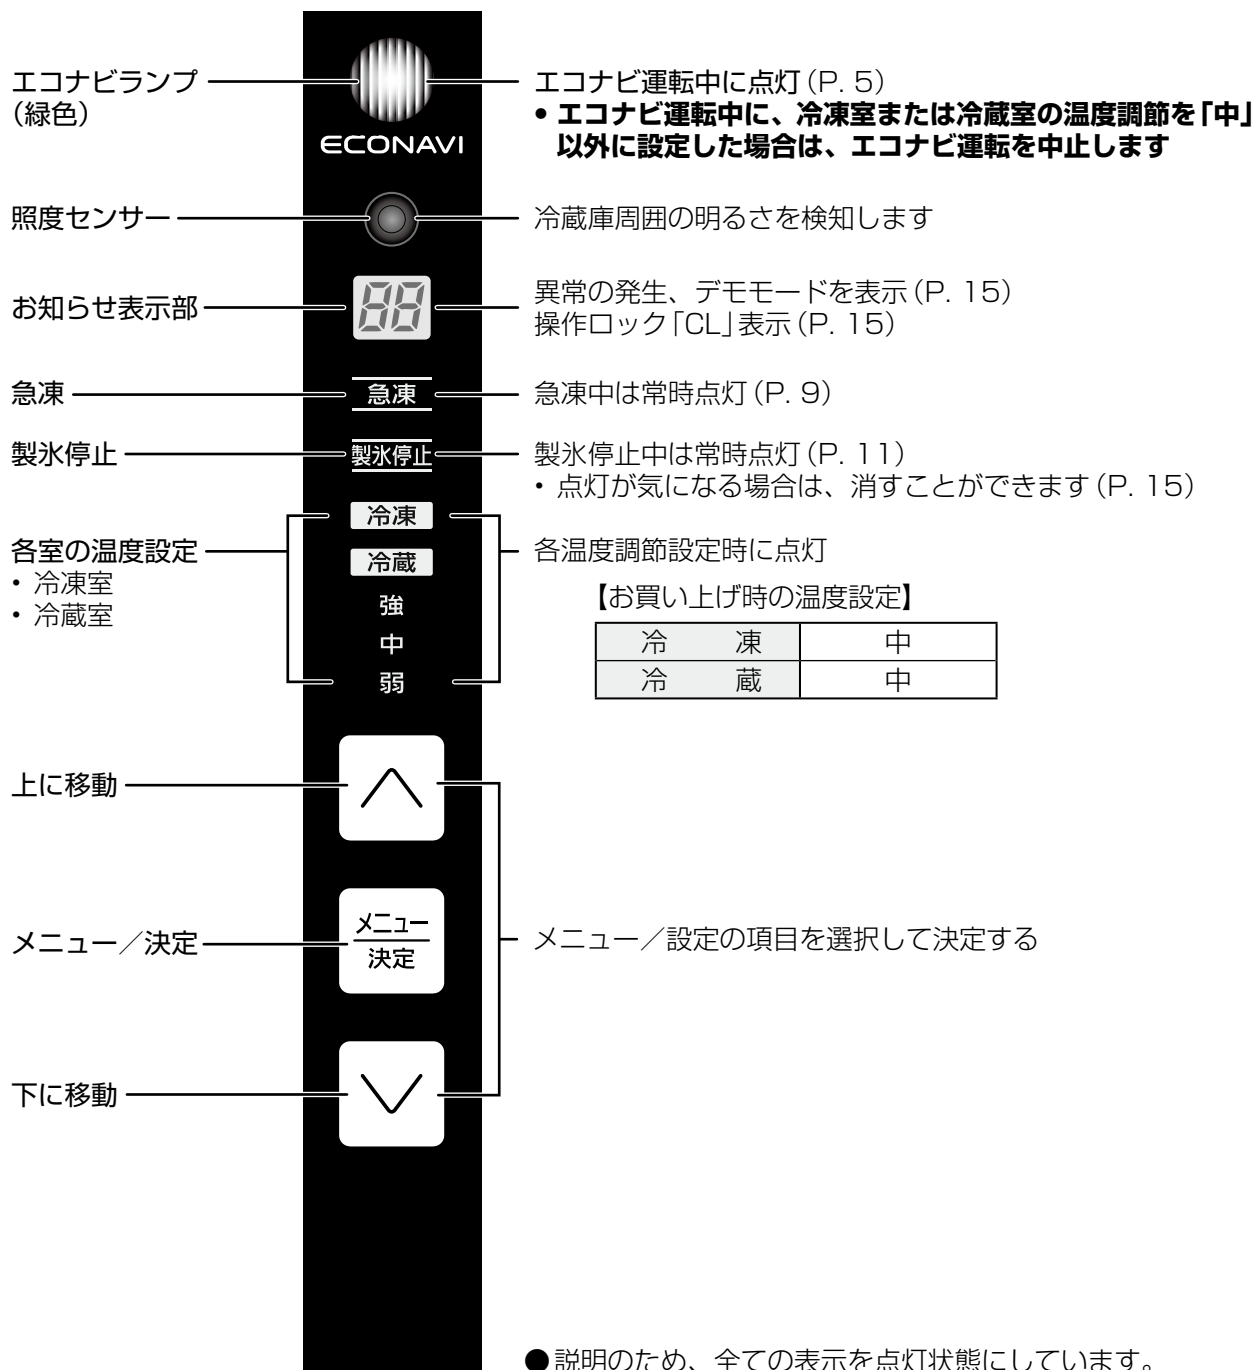 エコナビランプ
(緑色)
ECONAVI
エコナビ運転中に点灯(P. 5)
• エコナビ運転中に、冷凍室または冷蔵室の温度調節を「中」
以外に設定した場合は、エコナビ運転を中止します
照度センサー
冷蔵庫周囲の明るさを検知します
お知らせ表示部
88
異常の発生、デモモードを表示(P. 15)
操作ロック「CL」表示(P. 15)
急凍
急凍
急凍中は常時点灯(P. 9)
製氷停止
製氷停止
製氷停止中は常時点灯(P. 11)
• 点灯が気になる場合は、消すことができます(P. 15)
各室の温度設定
• 冷凍室
• 冷蔵室
冷凍
冷蔵
強
中
弱
各温度調節設定時に点灯
【お買い上げ時の温度設定】
冷 凍 中
冷 蔵 中
上に移動
メニュー/決定
メニュー
決定
メニュー/設定の項目を選択して決定する
下に移動
●説明のため、全ての表示を点灯状態にしています。